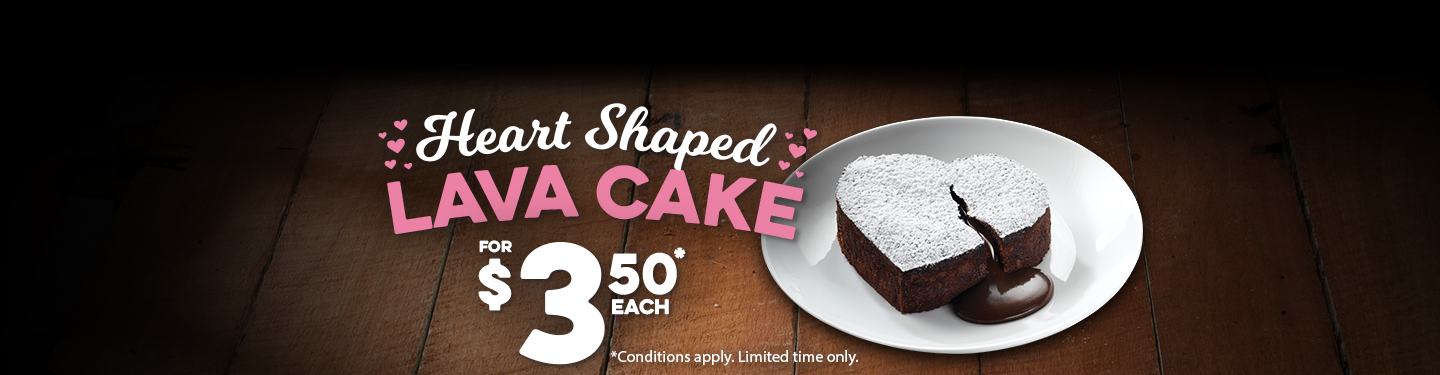 Heart Shaped
LAVA CAKE
FOR
$3.50*
EACH
*Conditions apply. Limited time only.